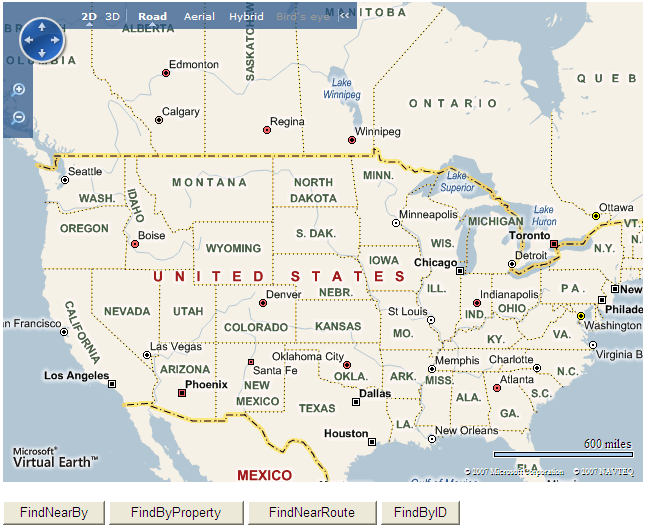 2D 3D Road Aerial Hybrid Bird's eye
MANITOBA
ALBERTA
SASKATCH
COLUMBIA
Edmonton
Lake
Winnipeg
QUEB
ONTARIO
Calgary
Regina
Winnipeg
Seattle
MONTANA
NORTH
DAKOTA
MINN.
Lake
Superior
WASH.
IDAHO
Minneapolis
MICHIGAN
Lake
Huron
Ottawa
OREGON
Boise
S. DAK.
WIS.
Toronto
VT.
N.Y.
N.
WYOMING
IOWA
Chicago
Detroit
UNITED STATES
NEBR.
ILL.
Indianapolis
PA.
New
Denver
NEVADA
UTAH
COLORADO
KANSAS
St Louis
IND.
OHIO
Philade
n Francisco
CALIFORNIA
MO.
KY.
VA.
Washington
Las Vegas
Oklahoma City
Memphis
Charlotte
Virginia B
ARIZONA
Santa Fe
OKLA.
ARK.
MISS.
N.C.
Los Angeles
Phoenix
NEW
MEXICO
Dallas
ALA.
Atlanta
S.C.
GA.
TEXAS
LA.
Houston
New Orleans
600 miles
Microsoft®
Virtual Earth™
MEXICO
FLA.
© 2007 Microsoft Corporation © 2007 NAVTEQ
Gulf of Mexico
FindNearBy FindByProperty FindNearRoute FindByID